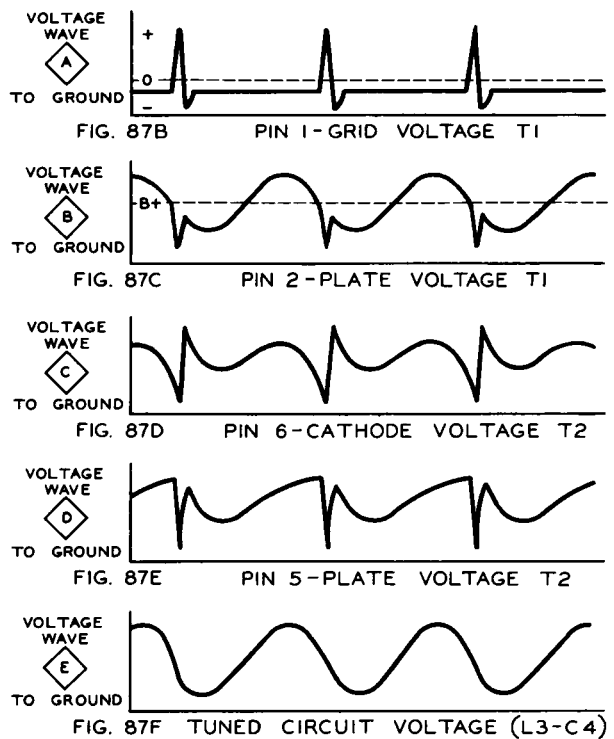 VOLTAGE
WAVE
A
TO GROUND
+
0
−
FIG. 87B PIN 1-GRID VOLTAGE T1
VOLTAGE
WAVE
B
TO GROUND
B+
FIG. 87C PIN 2-PLATE VOLTAGE T1
VOLTAGE
WAVE
C
TO GROUND
FIG. 87D PIN 6-CATHODE VOLTAGE T2
VOLTAGE
WAVE
D
TO GROUND
FIG. 87E PIN 5-PLATE VOLTAGE T2
VOLTAGE
WAVE
E
TO GROUND
FIG. 87F TUNED CIRCUIT VOLTAGE (L3-C4)